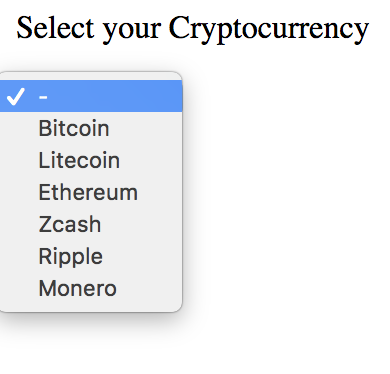 Select your Cryptocurrency
-
Bitcoin
Litecoin
Ethereum
Zcash
Ripple
Monero